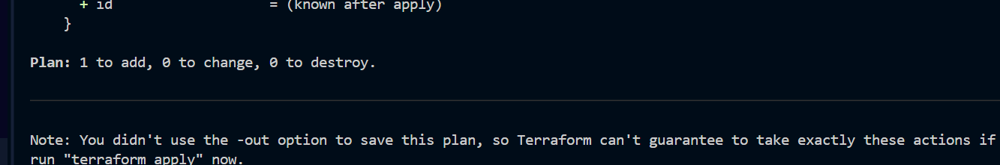 + id = (known after apply)
}
Plan: 1 to add, 0 to change, 0 to destroy.
Note: You didn't use the -out option to save this plan, so Terraform can't guarantee to take exactly these actions if
run "terraform apply" now.